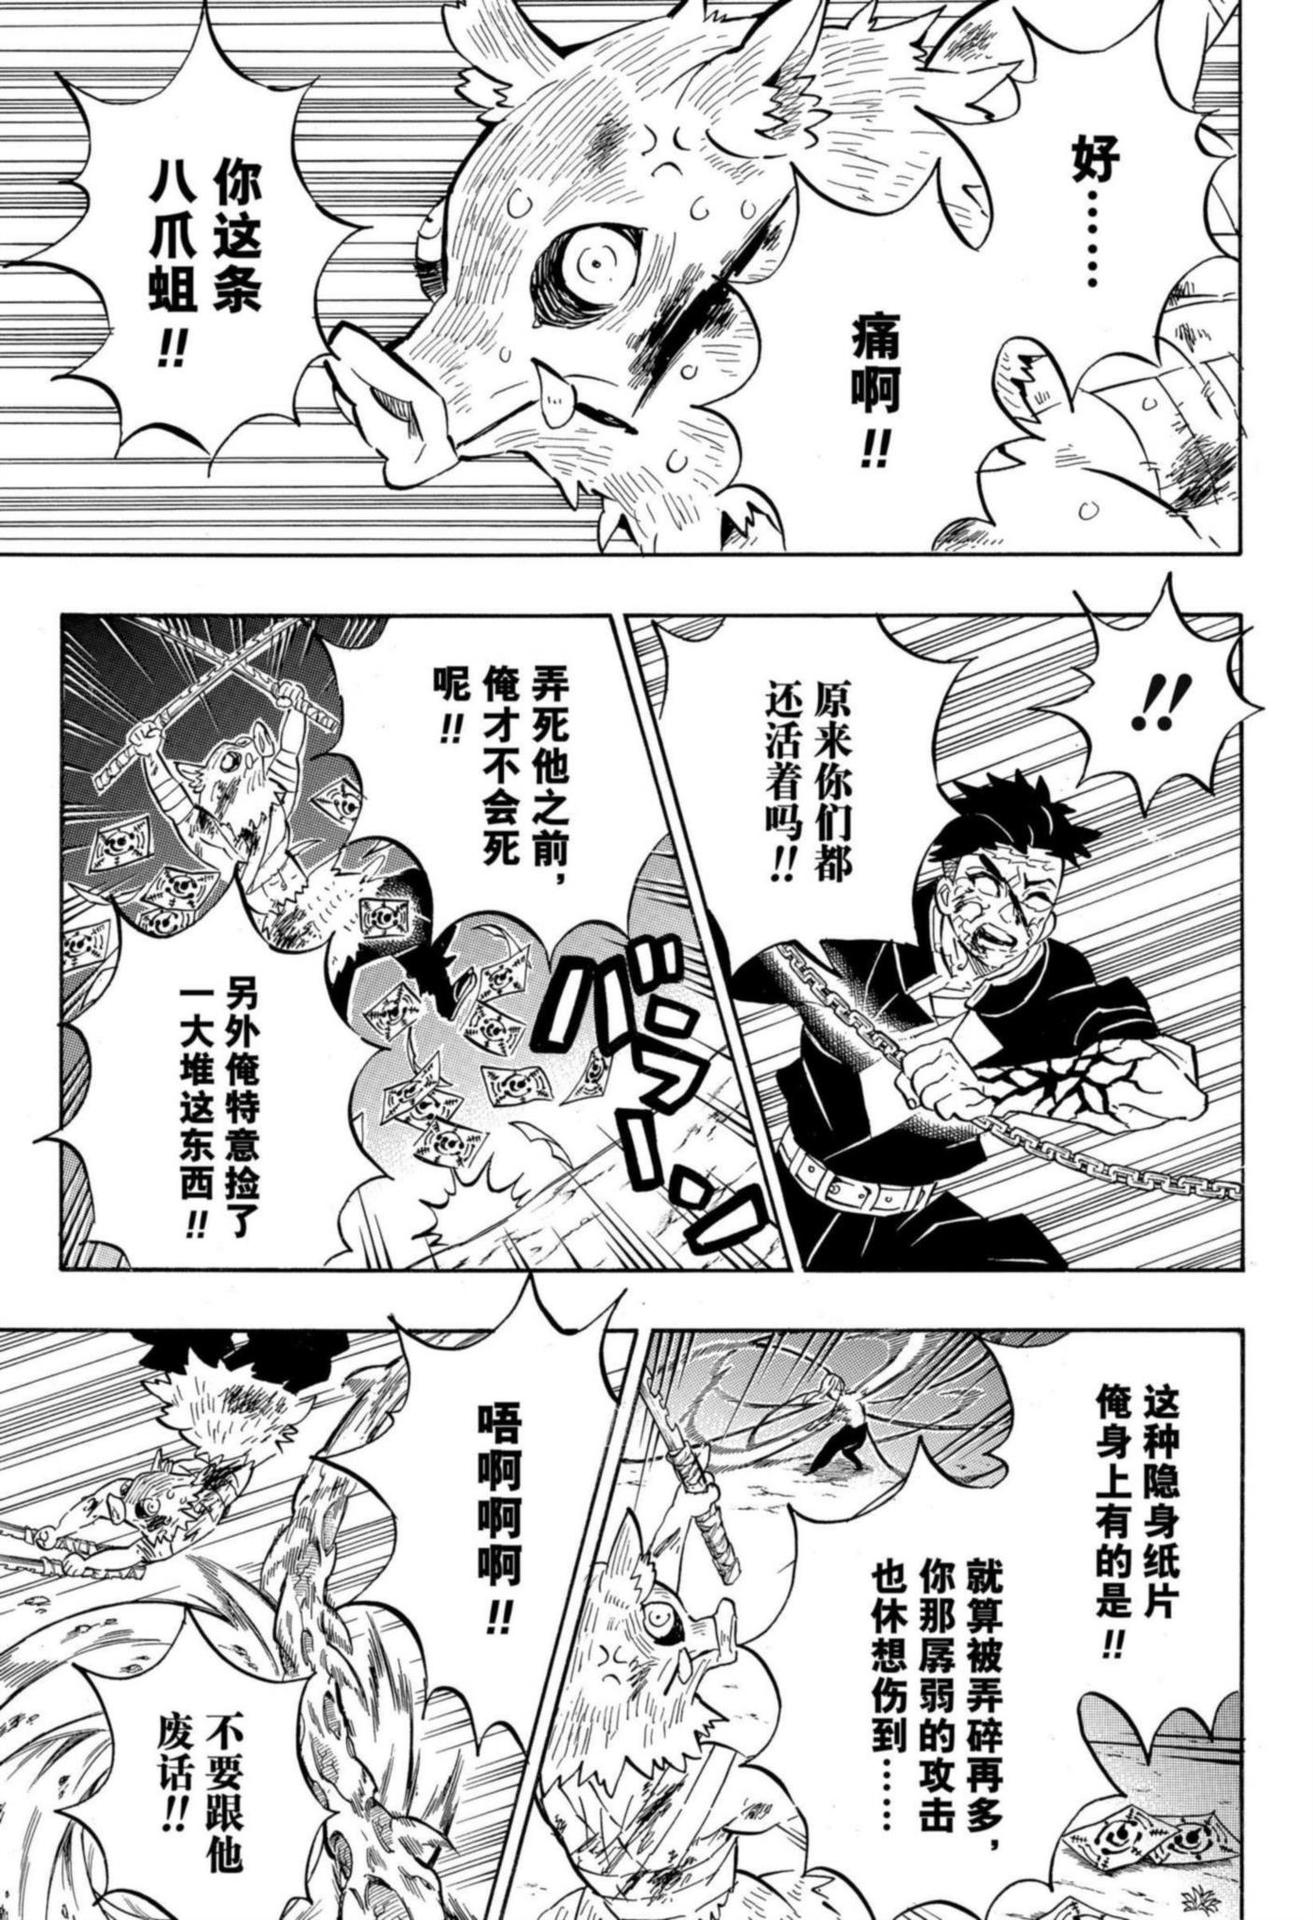 好……
痛啊!!
你这条
八爪蛆!!
!!
原来你们都
还活着吗!!
弄死他之前，
俺才不会死
呢!!
バラーン
另外俺特意捡了
一大堆这东西!!
这种隐身纸片
俺身上有的是!!
就算被弄碎再多，
你那孱弱的攻击
也休想伤到……
唔啊啊啊!!
不要跟他
废话!!